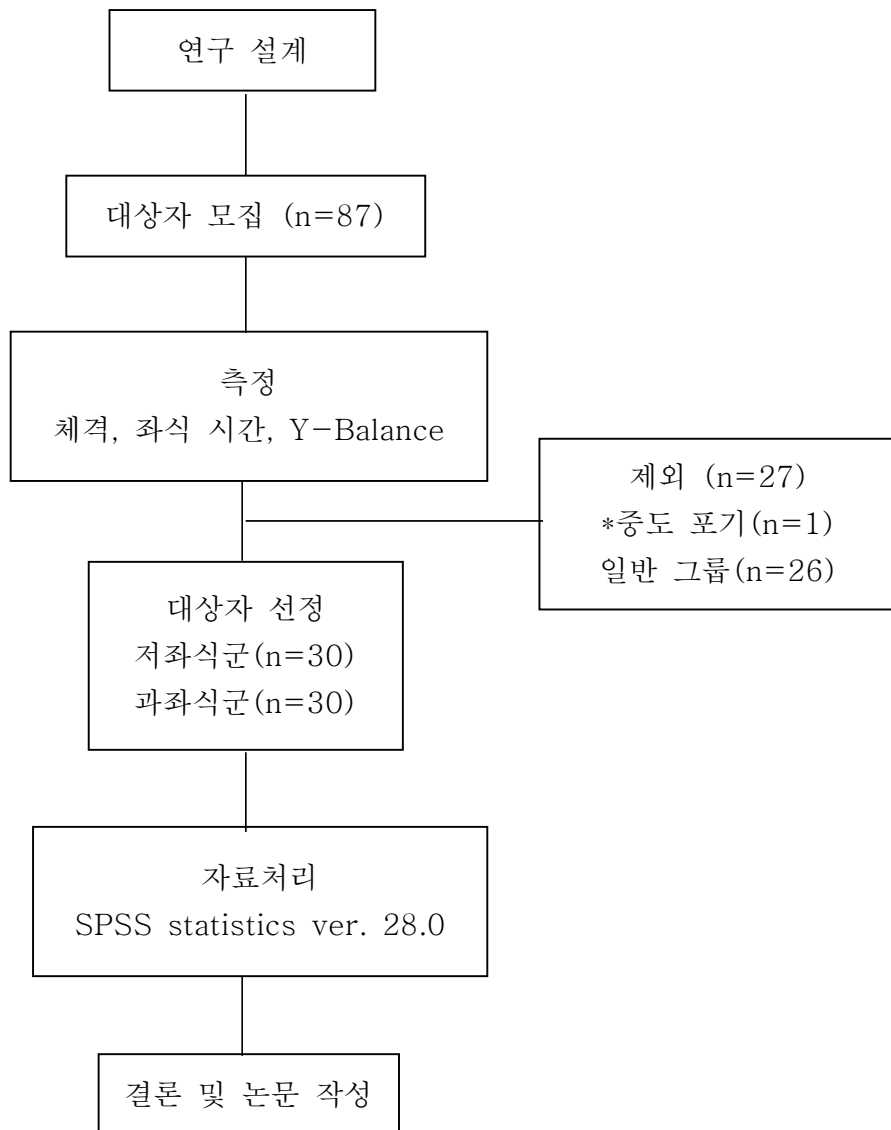 연구 설계
대상자 모집 (n=87)
측정
체격, 좌식 시간, Y-Balance
제외 (n=27)
*중도 포기(n=1)
일반 그룹(n=26)
대상자 선정
저좌식군(n=30)
과좌식군(n=30)
자료처리
SPSS statistics ver. 28.0
결론 및 논문 작성